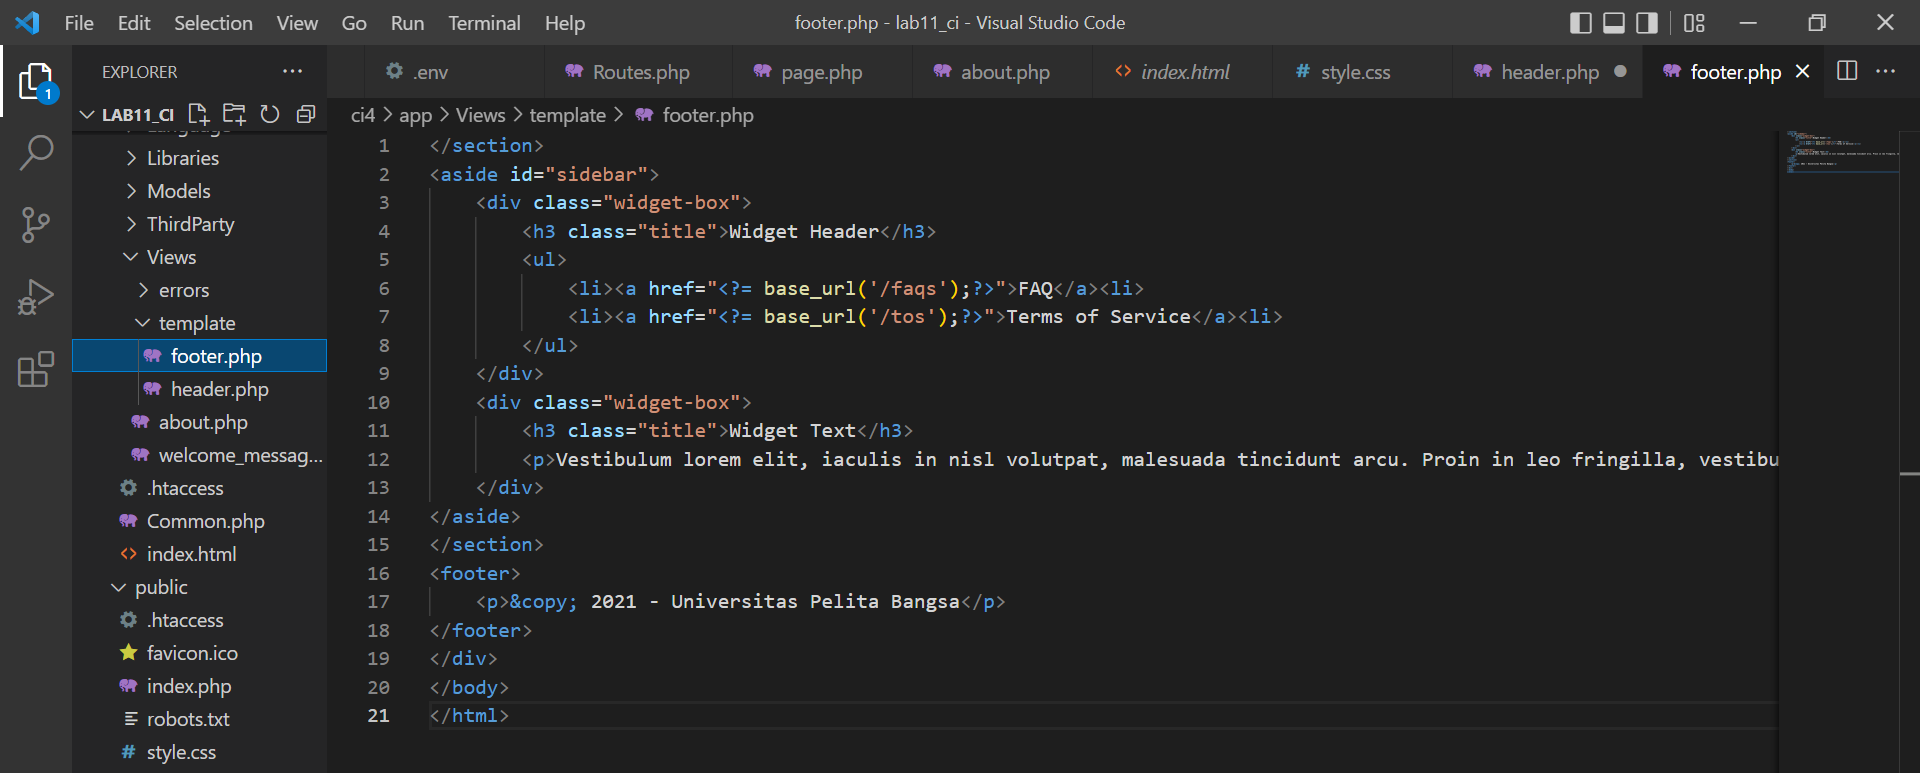 File Edit Selection View Go Run Terminal Help footer.php - lab11_ci - Visual Studio Code
EXPLORER
.env Routes.php page.php about.php index.html style.css header.php footer.php
1
LAB11_CI
ci4 > app > Views > template > footer.php
Language
Libraries
Models
ThirdParty
Views
errors
template
footer.php
header.php
about.php
welcome_messag...
.htaccess
Common.php
index.html
public
.htaccess
favicon.ico
index.php
robots.txt
style.css
1 </section>
2 <aside id="sidebar">
3 <div class="widget-box">
4 <h3 class="title">Widget Header</h3>
5 <ul>
6 <li><a href="<?= base_url('/faqs');?>">FAQ</a><li>
7 <li><a href="<?= base_url('/tos');?>">Terms of Service</a><li>
8 </ul>
9 </div>
10 <div class="widget-box">
11 <h3 class="title">Widget Text</h3>
12 <p>Vestibulum lorem elit, iaculis in nisl volutpat, malesuada tincidunt arcu. Proin in leo fringilla, vestibu
13 </div>
14 </aside>
15 </section>
16 <footer>
17 <p>&copy; 2021 - Universitas Pelita Bangsa</p>
18 </footer>
19 </div>
20 </body>
21 </html>